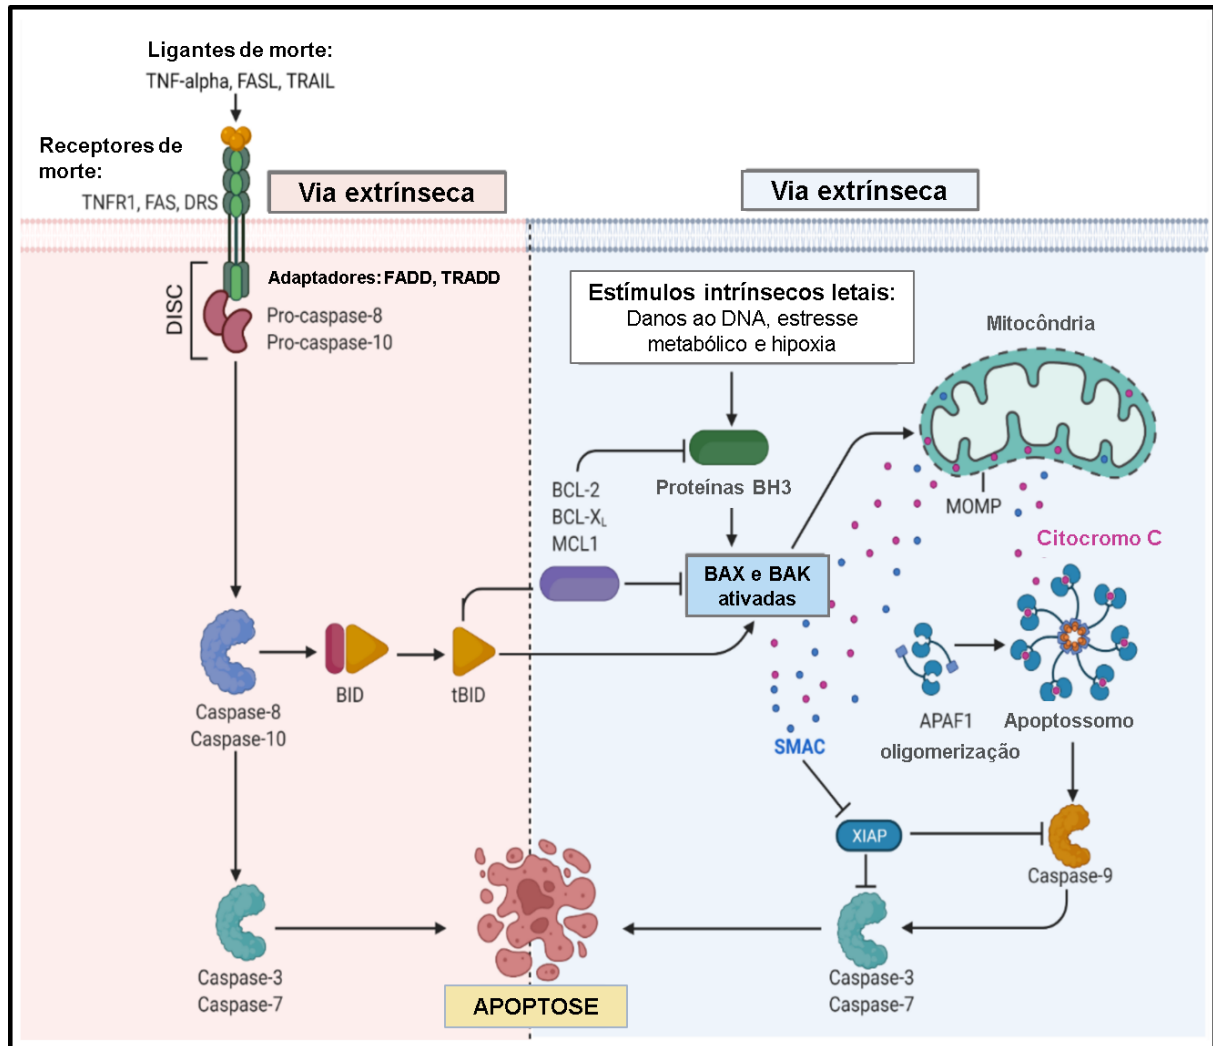 Ligantes de morte:
TNF-alpha, FASL, TRAIL
Receptores de
morte:
TNFR1, FAS, DRS
Via extrínseca
DISC
Adaptadores: FADD, TRADD
Pro-caspase-8
Pro-caspase-10
Caspase-8
Caspase-10
BID
tBID
Caspase-3
Caspase-7
APOPTOSE
Via extrínseca
Estímulos intrínsecos letais:
Danos ao DNA, estresse
metabólico e hipoxia
Mitocôndria
BCL-2
BCL-XL
MCL1
Proteínas BH3
MOMP
BAX e BAK
ativadas
Citocromo C
SMAC
APAF1
oligomerização
Apoptossomo
XIAP
Caspase-9
Caspase-3
Caspase-7